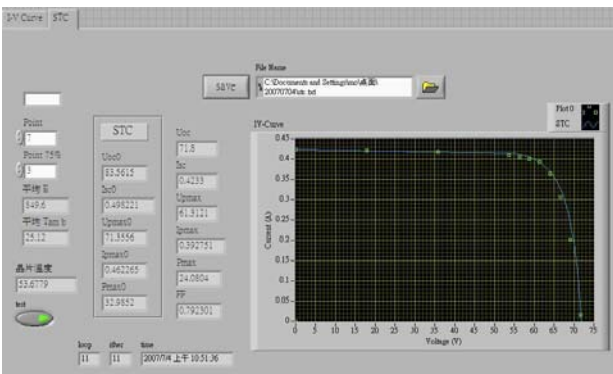 I-V Curve STC
File Name
save
C:\Documents and Settings\mc\桌面\
20070704\stc.txt
Point
7
Point 75%
3
平均 E
849.6
平均 Tam b
25.12
晶片溫度
53.6779
test
STC
Uoc0
83.5615
Isc0
0.498221
Upmax0
71.3556
Ipmax0
0.462265
Pmax0
32.9852
Uoc
71.8
Isc
0.4233
Upmax
61.3121
Ipmax
0.392751
Pmax
24.0804
FF
0.792301
loop
11
ifter
11
time
2007/7/4 上午 10:51:36
IV-Curve
Plot 0
STC
Current (A)
0.45
0.4
0.35
0.3
0.25
0.2
0.15
0.1
0.05
0
0 5 10 15 20 25 30 35 40 45 50 55 60 65 70 75
Voltage (V)